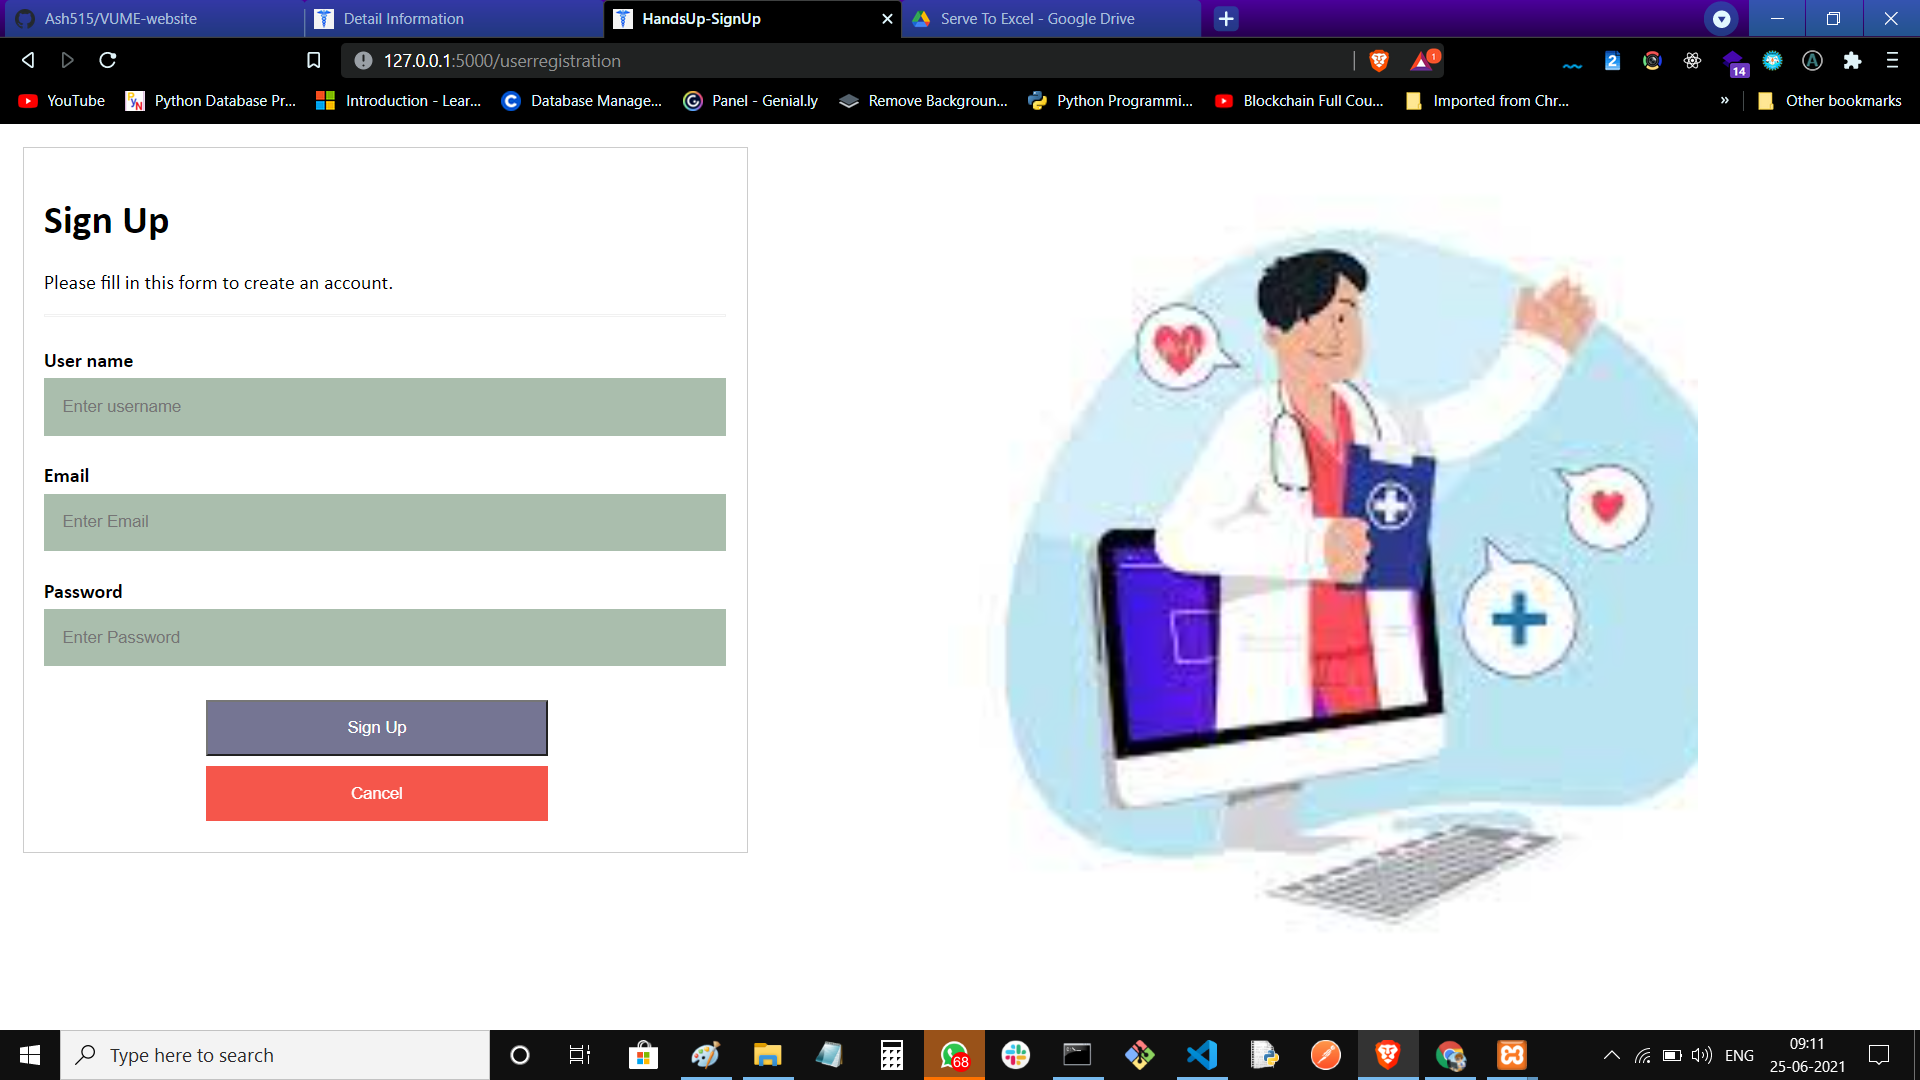 Ash515/VUME-website
Detail Information
HandsUp-SignUp
Serve To Excel - Google Drive
127.0.0.1:5000/userregistration
1
2
A
14
YouTube
Python Database Pr...
Introduction - Lear...
Database Manage...
Panel - Genial.ly
Remove Backgroun...
Python Programmi...
Blockchain Full Cou...
Imported from Chr...
»
Other bookmarks
Sign Up
Please fill in this form to create an account.
User name
Enter username
Email
Enter Email
Password
Enter Password
Sign Up
Cancel
Type here to search
68
ENG
09:11
25-06-2021